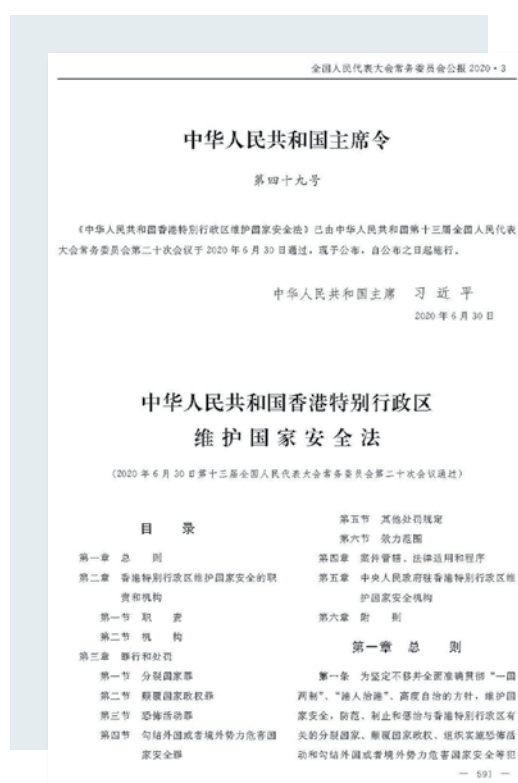 全国人民代表大会常务委员会公报 2020·3
中华人民共和国主席令
第四十九号
《中华人民共和国香港特别行政区维护国家安全法》已由中华人民共和国第十三届全国人民代表
大会常务委员会第二十次会议于 2020 年 6 月 30 日通过，现予公布，自公布之日起施行。
中华人民共和国主席 习近平
2020 年 6 月 30 日
中华人民共和国香港特别行政区
维护国家安全法
（2020 年 6 月 30 日第十三届全国人民代表大会常务委员会第二十次会议通过）
目 录
第一章 总 则
第二章 香港特别行政区维护国家安全的职
责和机构
第一节 职 责
第二节 机 构
第三章 罪行和处罚
第一节 分裂国家罪
第二节 颠覆国家政权罪
第三节 恐怖活动罪
第四节 勾结外国或者境外势力危害国
家安全罪
第五节 其他处罚规定
第六节 效力范围
第四章 案件管辖、法律适用和程序
第五章 中央人民政府驻香港特别行政区维
护国家安全机构
第六章 附 则
第一章 总 则
第一条 为坚定不移并全面准确贯彻“一国
两制”、“港人治港”、高度自治的方针，维护国
家安全，防范、制止和惩治与香港特别行政区有
关的分裂国家、颠覆国家政权、组织实施恐怖活
动和勾结外国或者境外势力危害国家安全等犯
— 591 —